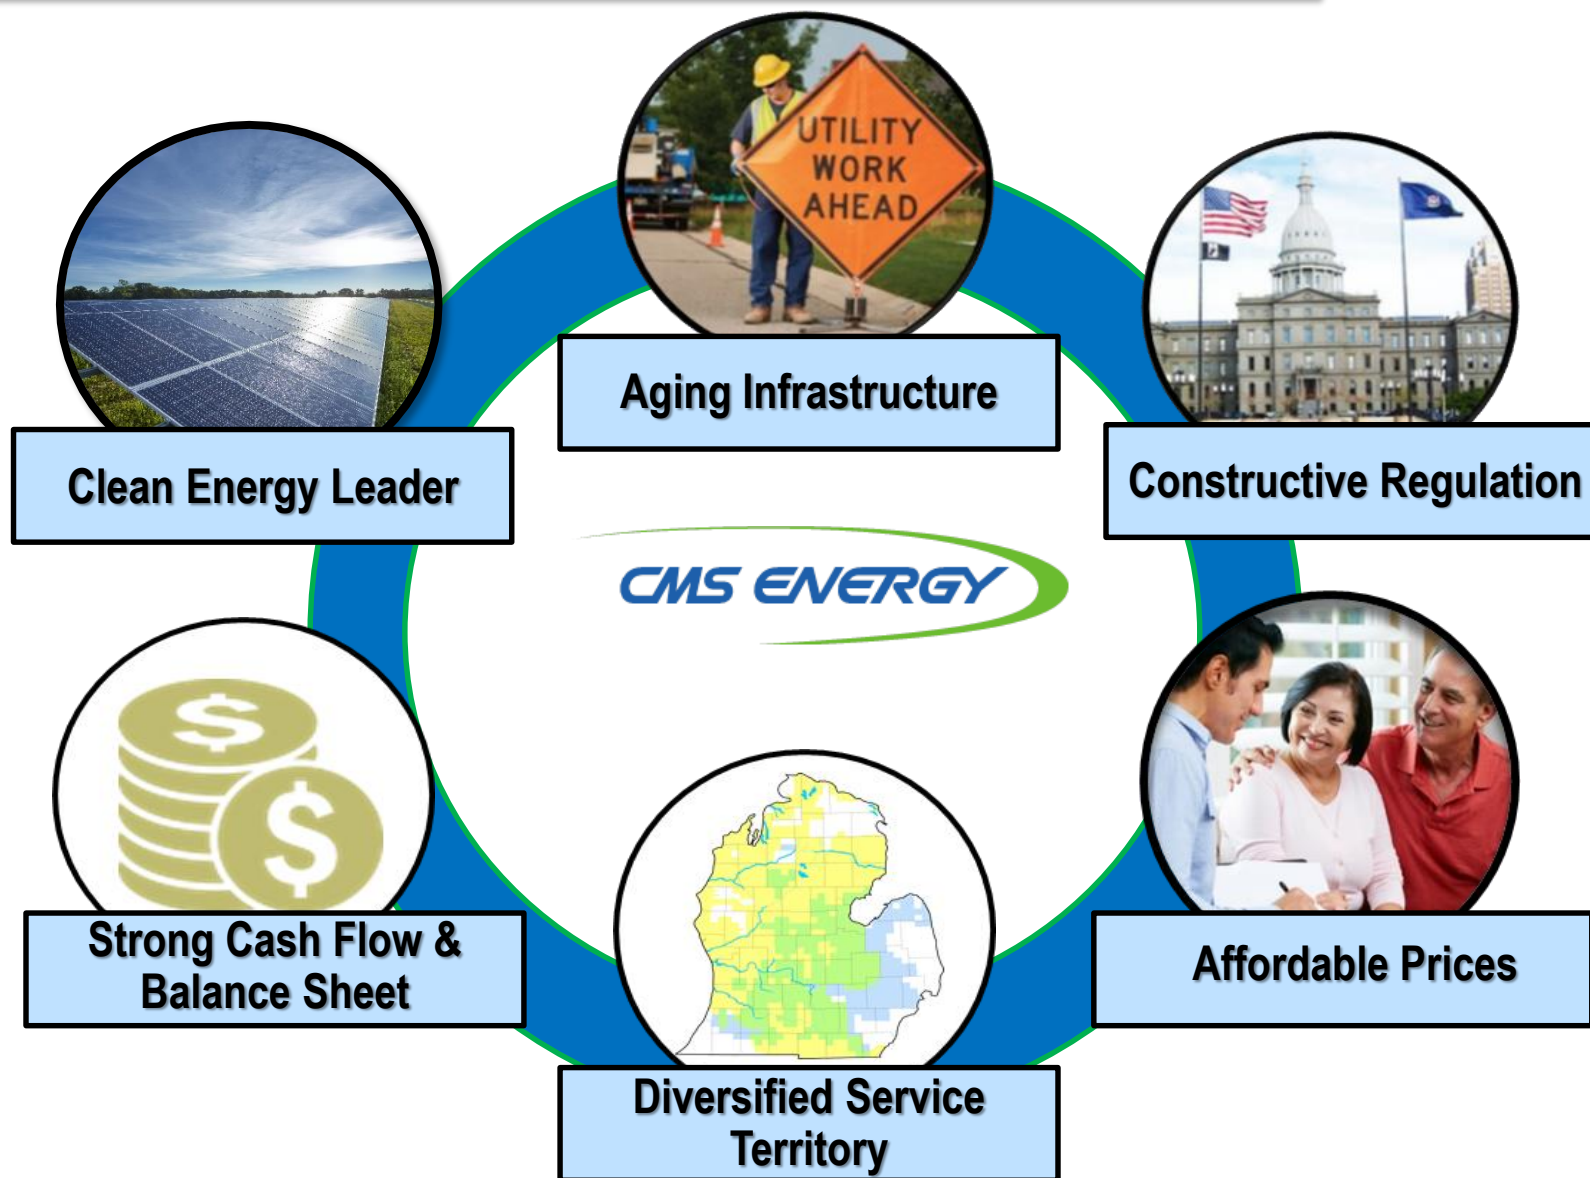 UTILITY
WORK
AHEAD
Aging Infrastructure
Clean Energy Leader
Constructive Regulation
CMS ENERGY
$
$
Strong Cash Flow &
Balance Sheet
Affordable Prices
Diversified Service
Territory